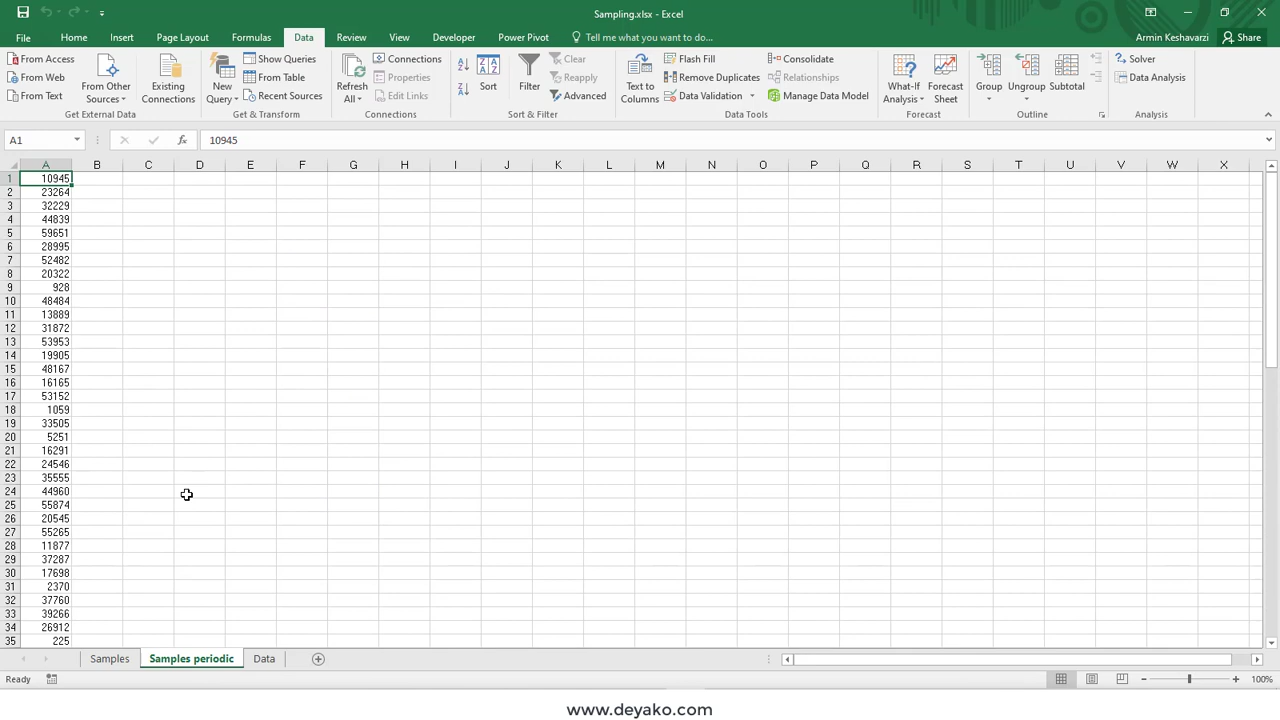 Sampling.xlsx - Excel
File Home Insert Page Layout Formulas Data Review View Developer Power Pivot Tell me what you want to do... Armin Keshavarzi Share
From Access
From Web
From Text
From Other Sources
Existing Connections
Get External Data
New Query
Show Queries
From Table
Recent Sources
Get & Transform
Refresh All
Connections
Properties
Edit Links
Connections
Sort
Filter
Clear
Reapply
Advanced
Sort & Filter
Text to Columns
Flash Fill
Remove Duplicates
Data Validation
Consolidate
Relationships
Manage Data Model
Data Tools
What-If Analysis
Forecast Sheet
Forecast
Group
Ungroup
Subtotal
Outline
Solver
Data Analysis
Analysis
A1 fx 10945
A B C D E F G H I J K L M N O P Q R S T U V W X
1 10945
2 23264
3 32229
4 44839
5 59651
6 28995
7 52482
8 20322
9 928
10 48484
11 13889
12 31872
13 53953
14 19905
15 48167
16 16165
17 53152
18 1059
19 33505
20 5251
21 16291
22 24546
23 35555
24 44960
25 55874
26 20545
27 55265
28 11877
29 37287
30 17698
31 2370
32 37760
33 39266
34 26912
35 225
Samples Samples periodic Data
Ready 100%
www.deyako.com